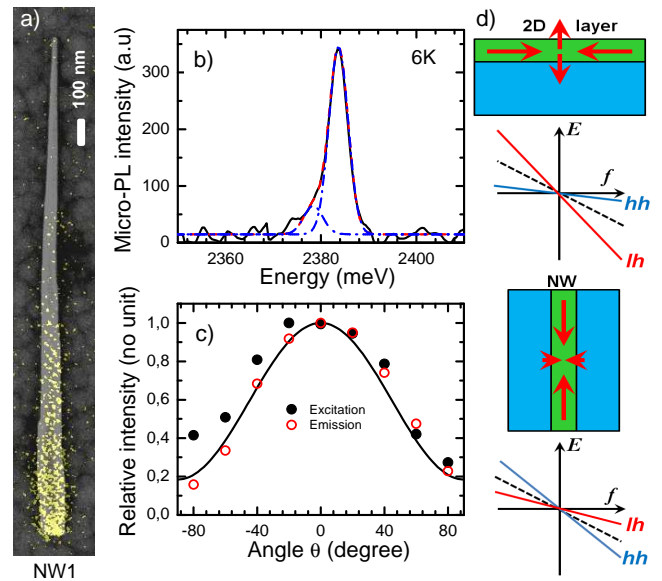 a)
100 nm
NW1
b)
6K
Micro-PL intensity (a.u)
350
300
200
100
0
2360
2380
2400
Energy (meV)
c)
Relative intensity (no unit)
1,0
0,8
0,6
0,4
0,2
0,0
Excitation
Emission
-80
-40
0
40
80
Angle θ (degree)
d)
2D layer
E
f
hh
lh
NW
E
f
lh
hh